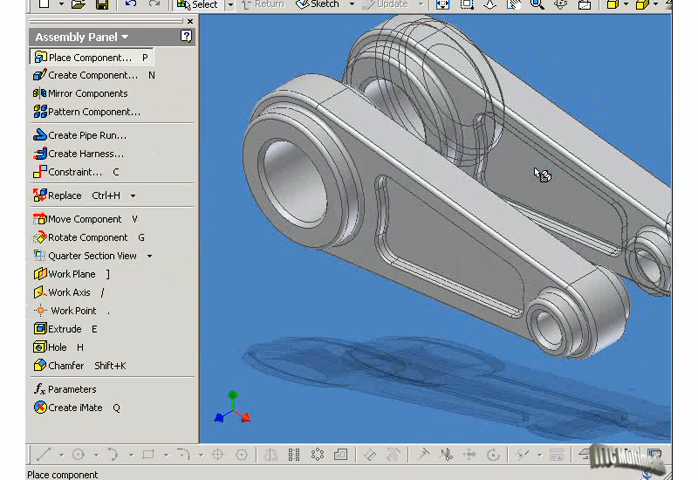 Return
Select
Sketch
Update
Assembly Panel
Place Component... P
Create Component... N
Mirror Components
Pattern Component...
Create Pipe Run...
Create Harness...
Constraint... C
Replace Ctrl+H
Move Component V
Rotate Component G
Quarter Section View
Work Plane ]
Work Axis /
Work Point .
Extrude E
Hole H
Chamfer Shift+K
fx Parameters
Create iMate Q
Place component